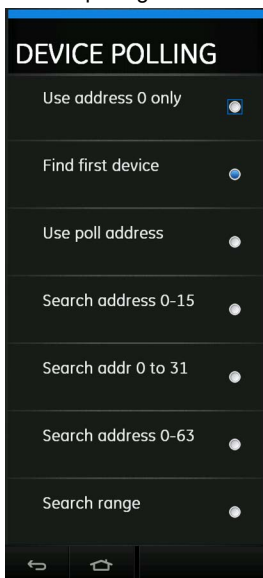 DEVICE POLLING
Use address 0 only
Find first device
Use poll address
Search address 0-15
Search addr 0 to 31
Search address 0-63
Search range